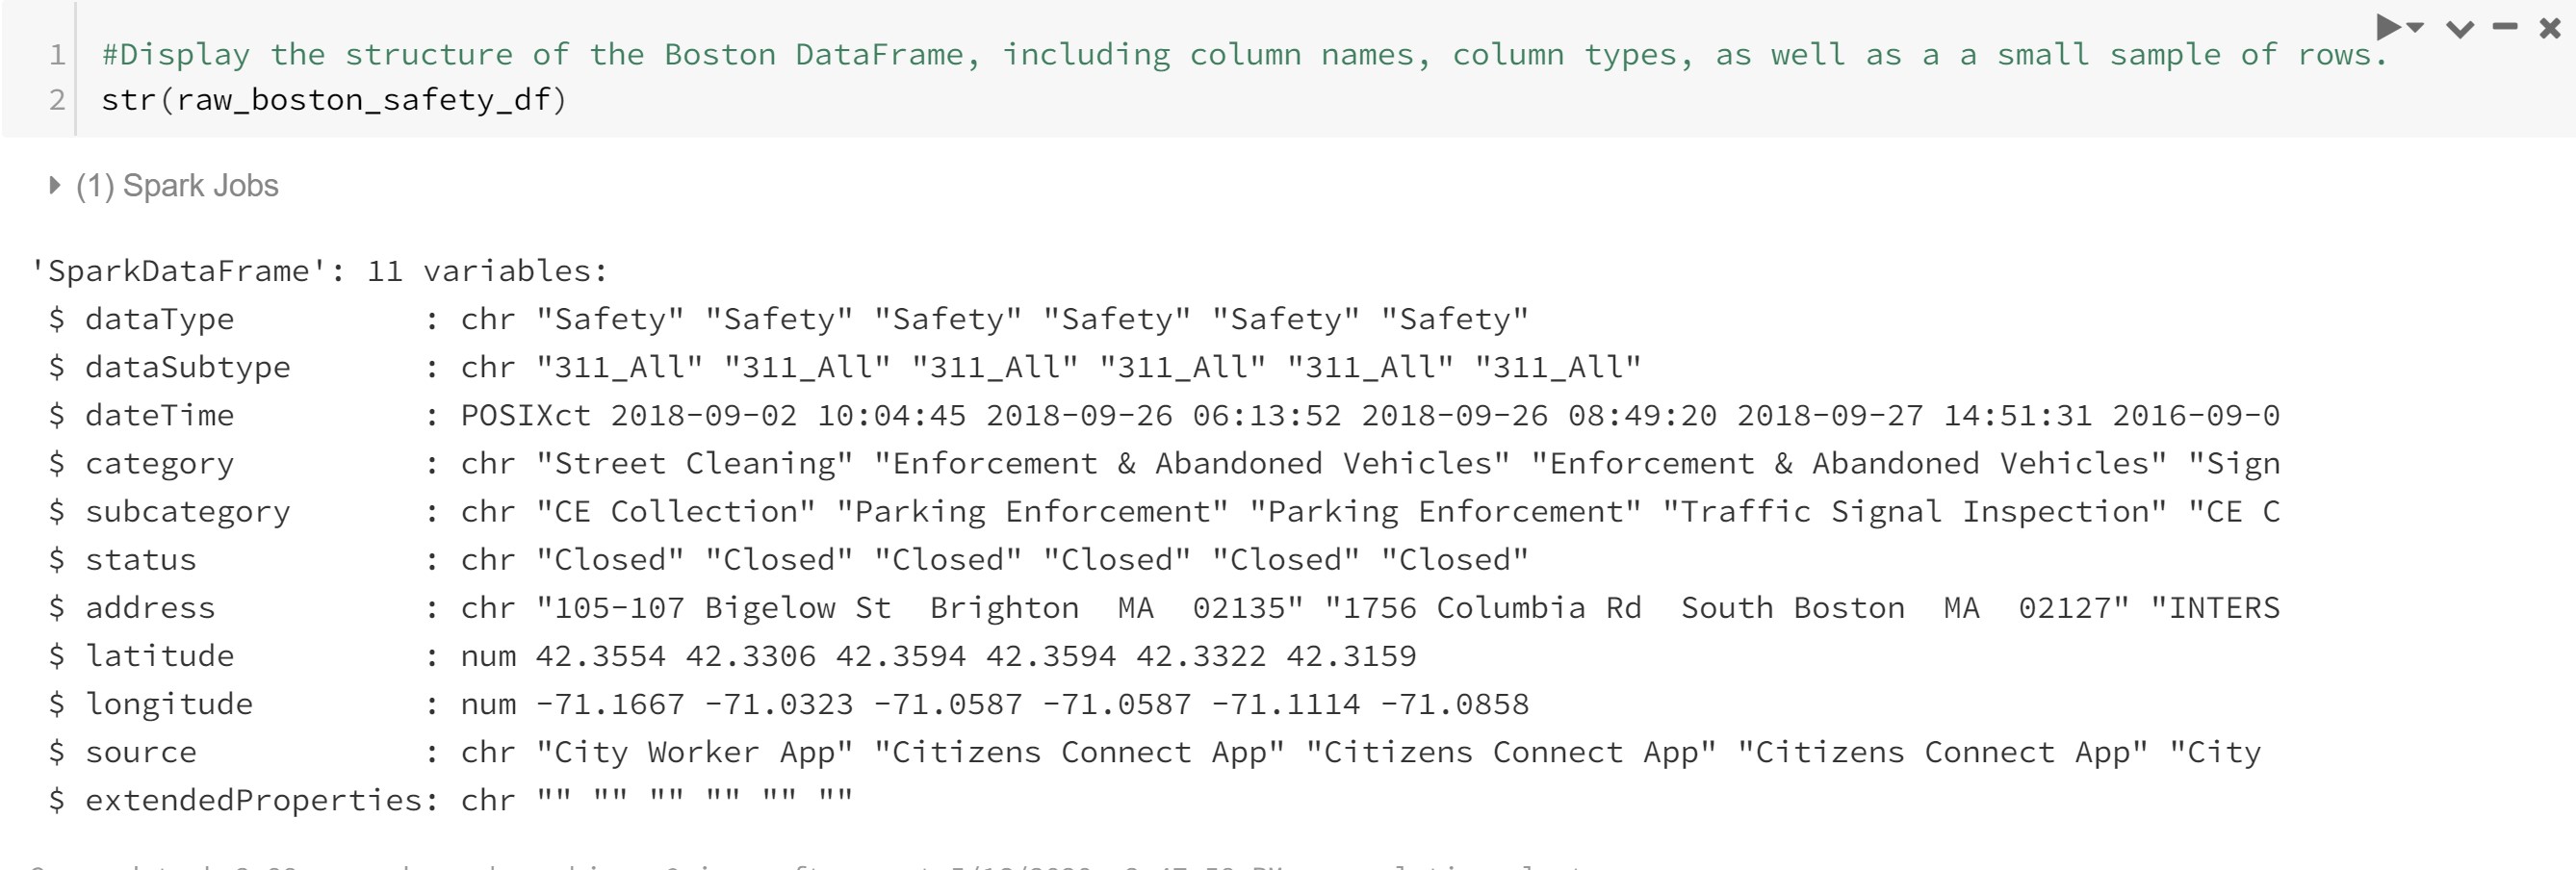 1 #Display the structure of the Boston DataFrame, including column names, column types, as well as a a small sample of rows.
2 str(raw_boston_safety_df)
(1) Spark Jobs
'SparkDataFrame': 11 variables:
$ dataType          : chr "Safety" "Safety" "Safety" "Safety" "Safety" "Safety"
$ dataSubtype       : chr "311_All" "311_All" "311_All" "311_All" "311_All" "311_All"
$ dateTime          : POSIXct 2018-09-02 10:04:45 2018-09-26 06:13:52 2018-09-26 08:49:20 2018-09-27 14:51:31 2016-09-0
$ category          : chr "Street Cleaning" "Enforcement & Abandoned Vehicles" "Enforcement & Abandoned Vehicles" "Sign
$ subcategory       : chr "CE Collection" "Parking Enforcement" "Parking Enforcement" "Traffic Signal Inspection" "CE C
$ status            : chr "Closed" "Closed" "Closed" "Closed" "Closed" "Closed"
$ address           : chr "105-107 Bigelow St  Brighton  MA  02135" "1756 Columbia Rd  South Boston  MA  02127" "INTERS
$ latitude          : num 42.3554 42.3306 42.3594 42.3594 42.3322 42.3159
$ longitude         : num -71.1667 -71.0323 -71.0587 -71.0587 -71.1114 -71.0858
$ source            : chr "City Worker App" "Citizens Connect App" "Citizens Connect App" "Citizens Connect App" "City
$ extendedProperties: chr "" "" "" "" "" ""